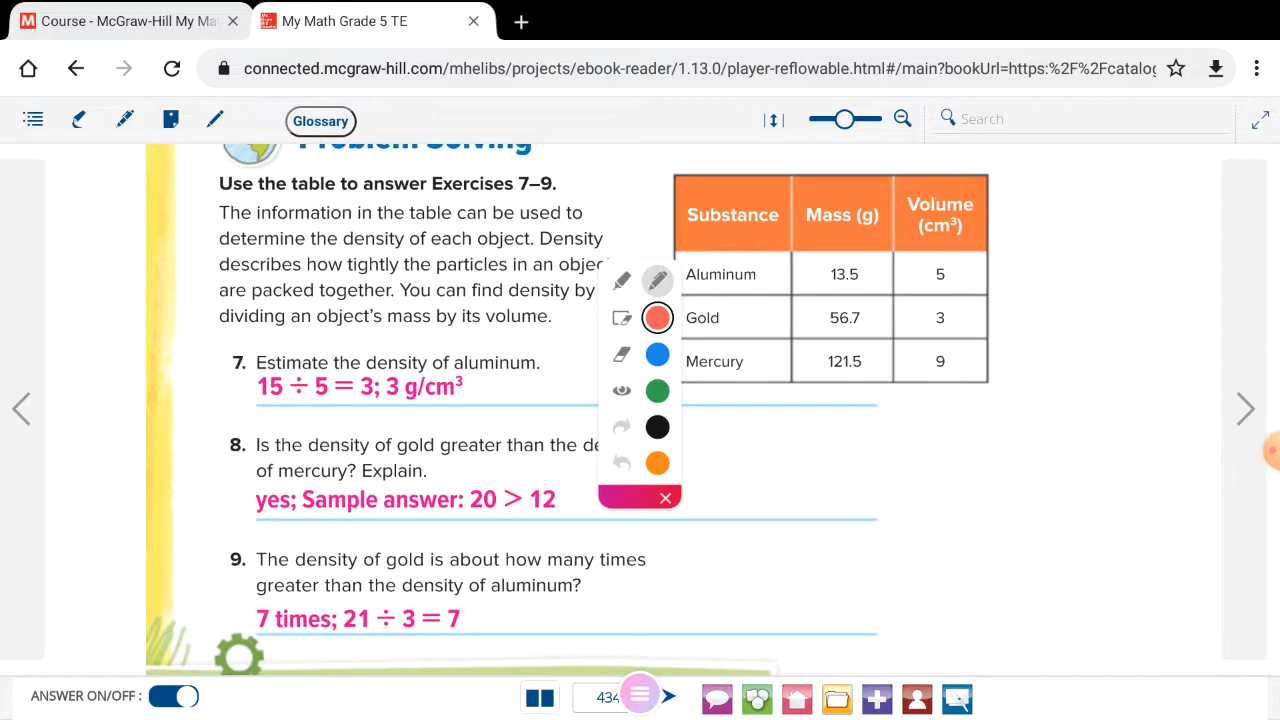 Course - McGraw-Hill My Ma
My Math Grade 5 TE
connected.mcgraw-hill.com/mhelibs/projects/ebook-reader/1.13.0/player-reflowable.html#/main?bookUrl=https:%2F%2Fcatalog
Glossary
Search
Problem Solving
Use the table to answer Exercises 7–9.
The information in the table can be used to
determine the density of each object. Density
describes how tightly the particles in an objec
are packed together. You can find density by
dividing an object's mass by its volume.
Substance Mass (g) Volume (cm³)
Aluminum 13.5 5
Gold 56.7 3
Mercury 121.5 9
7. Estimate the density of aluminum.
15 ÷ 5 = 3; 3 g/cm³
8. Is the density of gold greater than the de
of mercury? Explain.
yes; Sample answer: 20 > 12
9. The density of gold is about how many times
greater than the density of aluminum?
7 times; 21 ÷ 3 = 7
ANSWER ON/OFF :
434